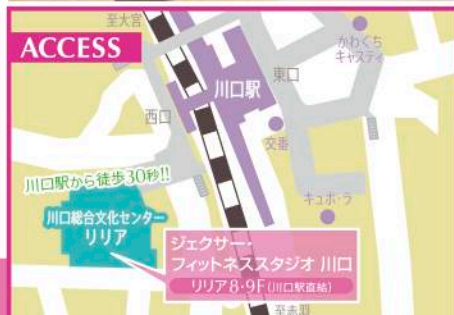 至大宮
ACCESS
かわぐち
キャスティ
川口駅
東口
西口
交番
川口駅から徒歩30秒!!
キュポ・ラ
川口総合文化センター
リリア
ジェクサー・
フィットネススタジオ 川口
リリア8・9F(川口駅直結)
至赤羽